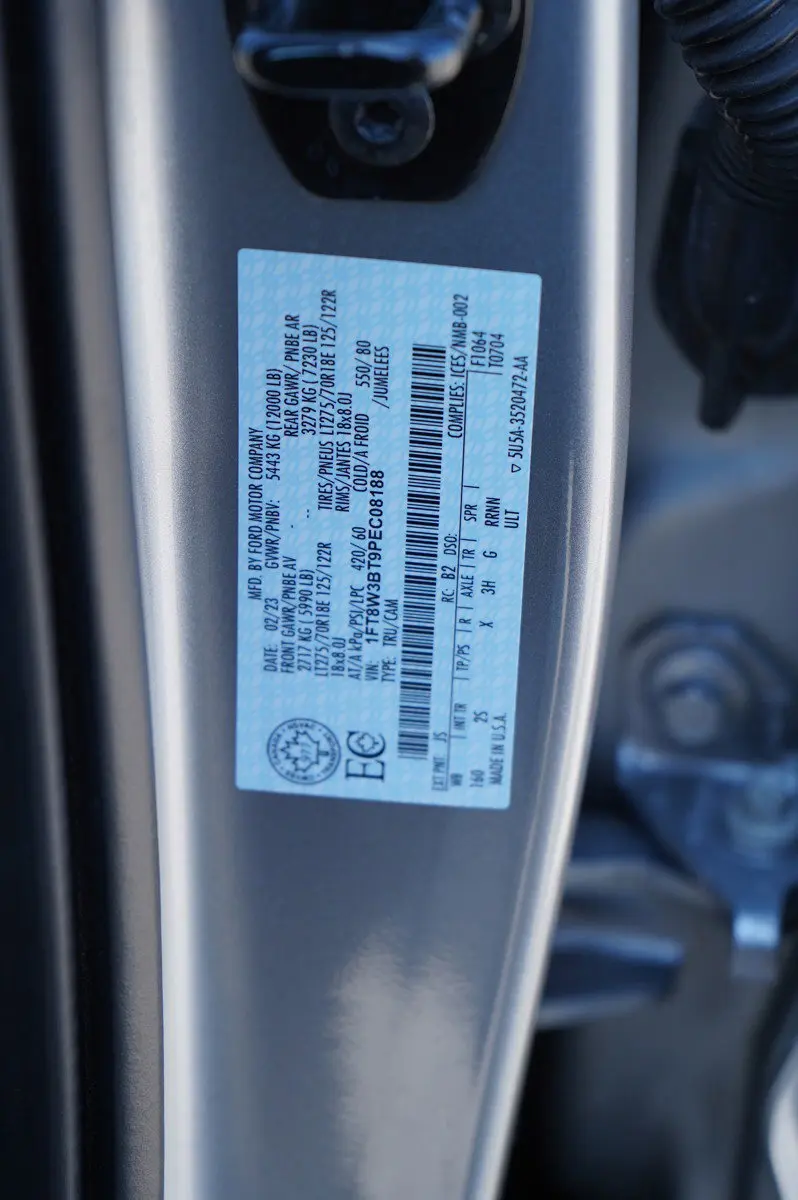 MFD. BY FORD MOTOR COMPANY
DATE: 02/23 GVWR/PNBV: 5443 KG (12000 LB)
FRONT GAWR/PNBE AV REAR GAWR/ PNBE AR
2717 KG ( 5990 LB) -- 3279 KG ( 7230 LB)
LT275/70R18E 125/122R TIRES/PNEUS LT275/70R18E 125/122R
18x8.0J RIMS/JANTES 18x8.0J
AT/A kPa/PSI/LPC 420/ 60 COLD/A FROID 550/ 80
VIN: 1FT8W3BT9PEC08188 /JUMELEES
TYPE: TRU/CAM
CANADA
977
EC
COMPLIES: ICES/NMB-002
EXT PNT: JS RC: B2 DSO: F1064
WB INT TR TP/PS R AXLE TR SPR T0704
160 2S X 3H G RRNN
MADE IN U.S.A. ULT ▽ 5U5A-3520472-AA